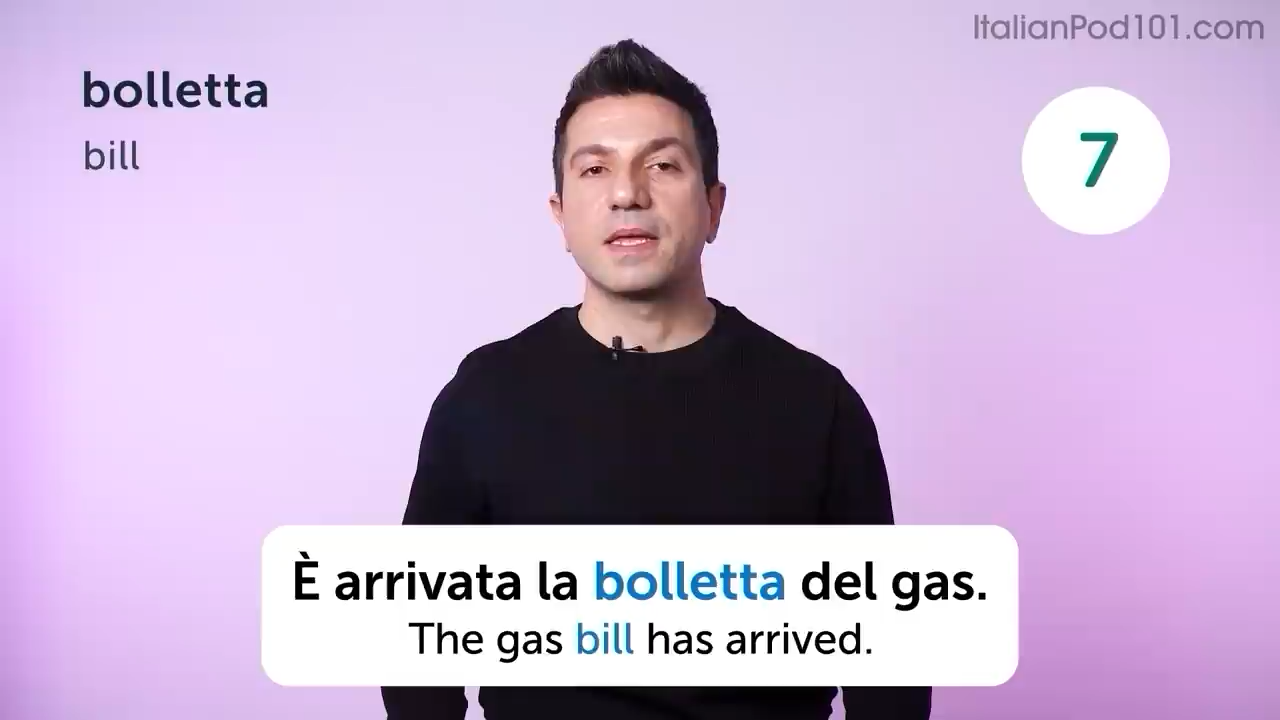 ItalianPod101.com
bolletta
bill
7
È arrivata la bolletta del gas.
The gas bill has arrived.